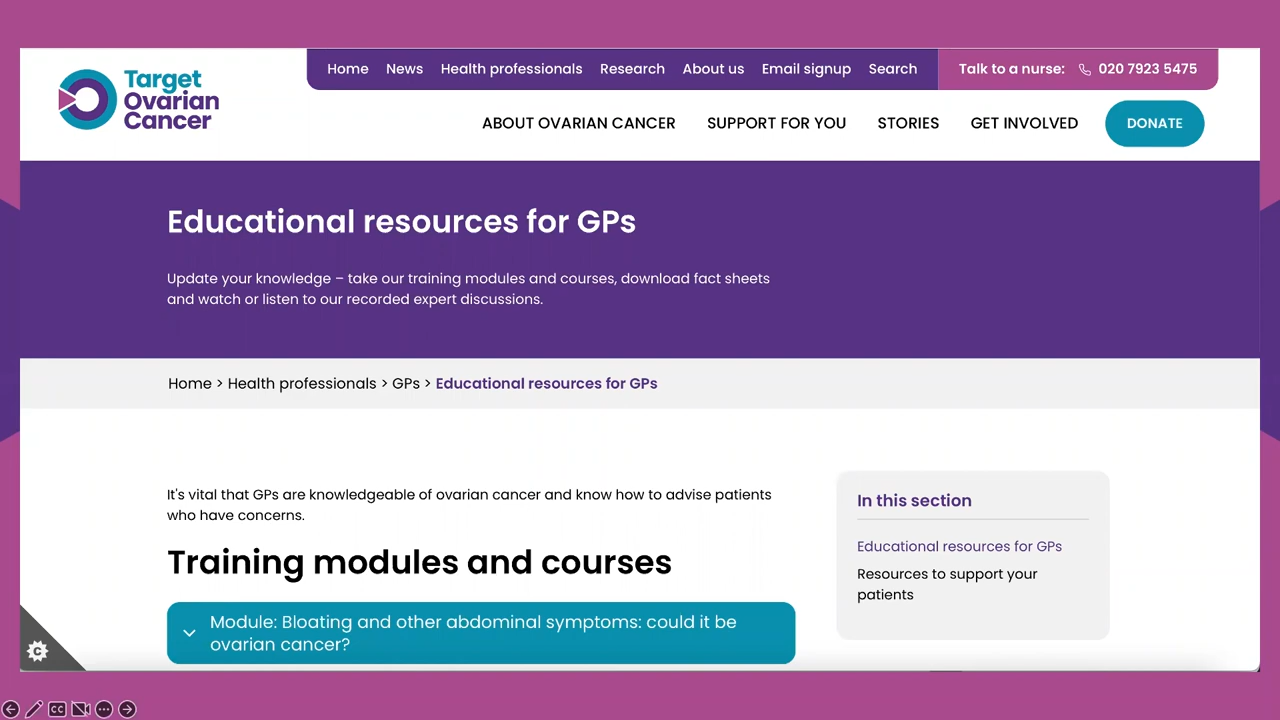 Target
Ovarian
Cancer
Home News Health professionals Research About us Email signup Search
Talk to a nurse: 020 7923 5475
ABOUT OVARIAN CANCER SUPPORT FOR YOU STORIES GET INVOLVED DONATE
Educational resources for GPs
Update your knowledge – take our training modules and courses, download fact sheets
and watch or listen to our recorded expert discussions.
Home > Health professionals > GPs > Educational resources for GPs
It's vital that GPs are knowledgeable of ovarian cancer and know how to advise patients
who have concerns.
Training modules and courses
Module: Bloating and other abdominal symptoms: could it be
ovarian cancer?
In this section
Educational resources for GPs
Resources to support your
patients
C
CC